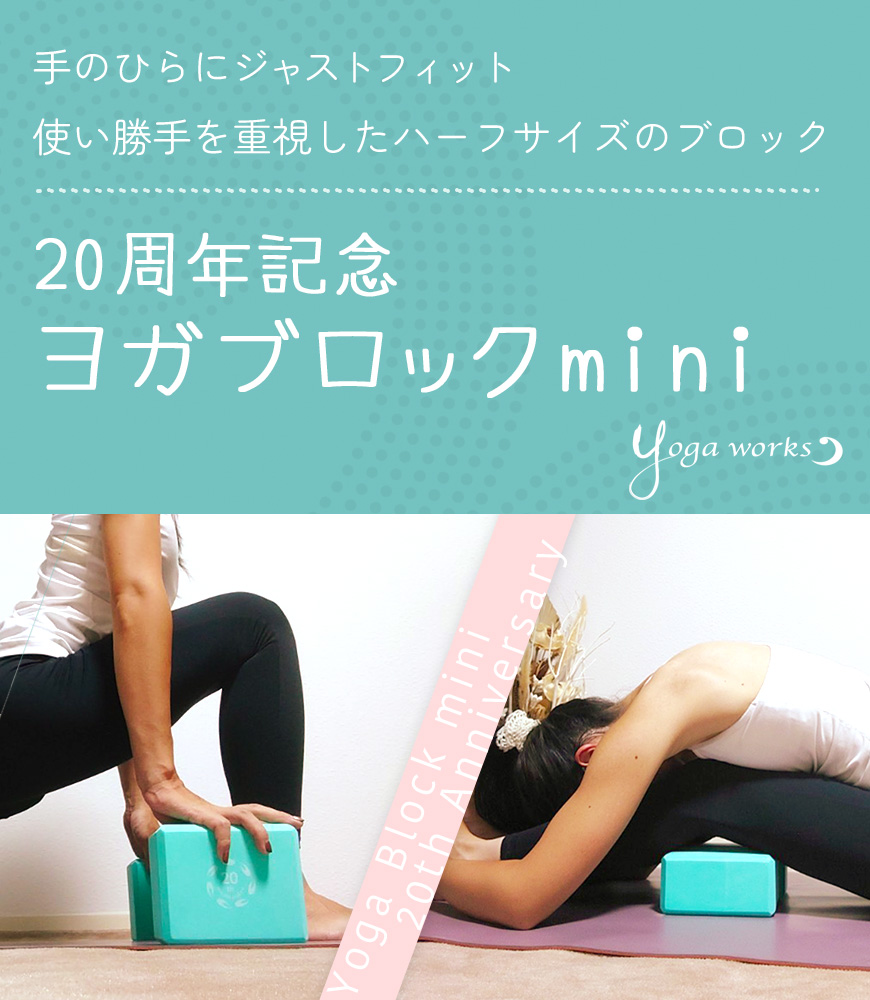 手のひらにジャストフィット
使い勝手を重視したハーフサイズのブロック
20周年記念
ヨガブロックmini
yoga works
Yoga Block mini
20th Anniversary
20